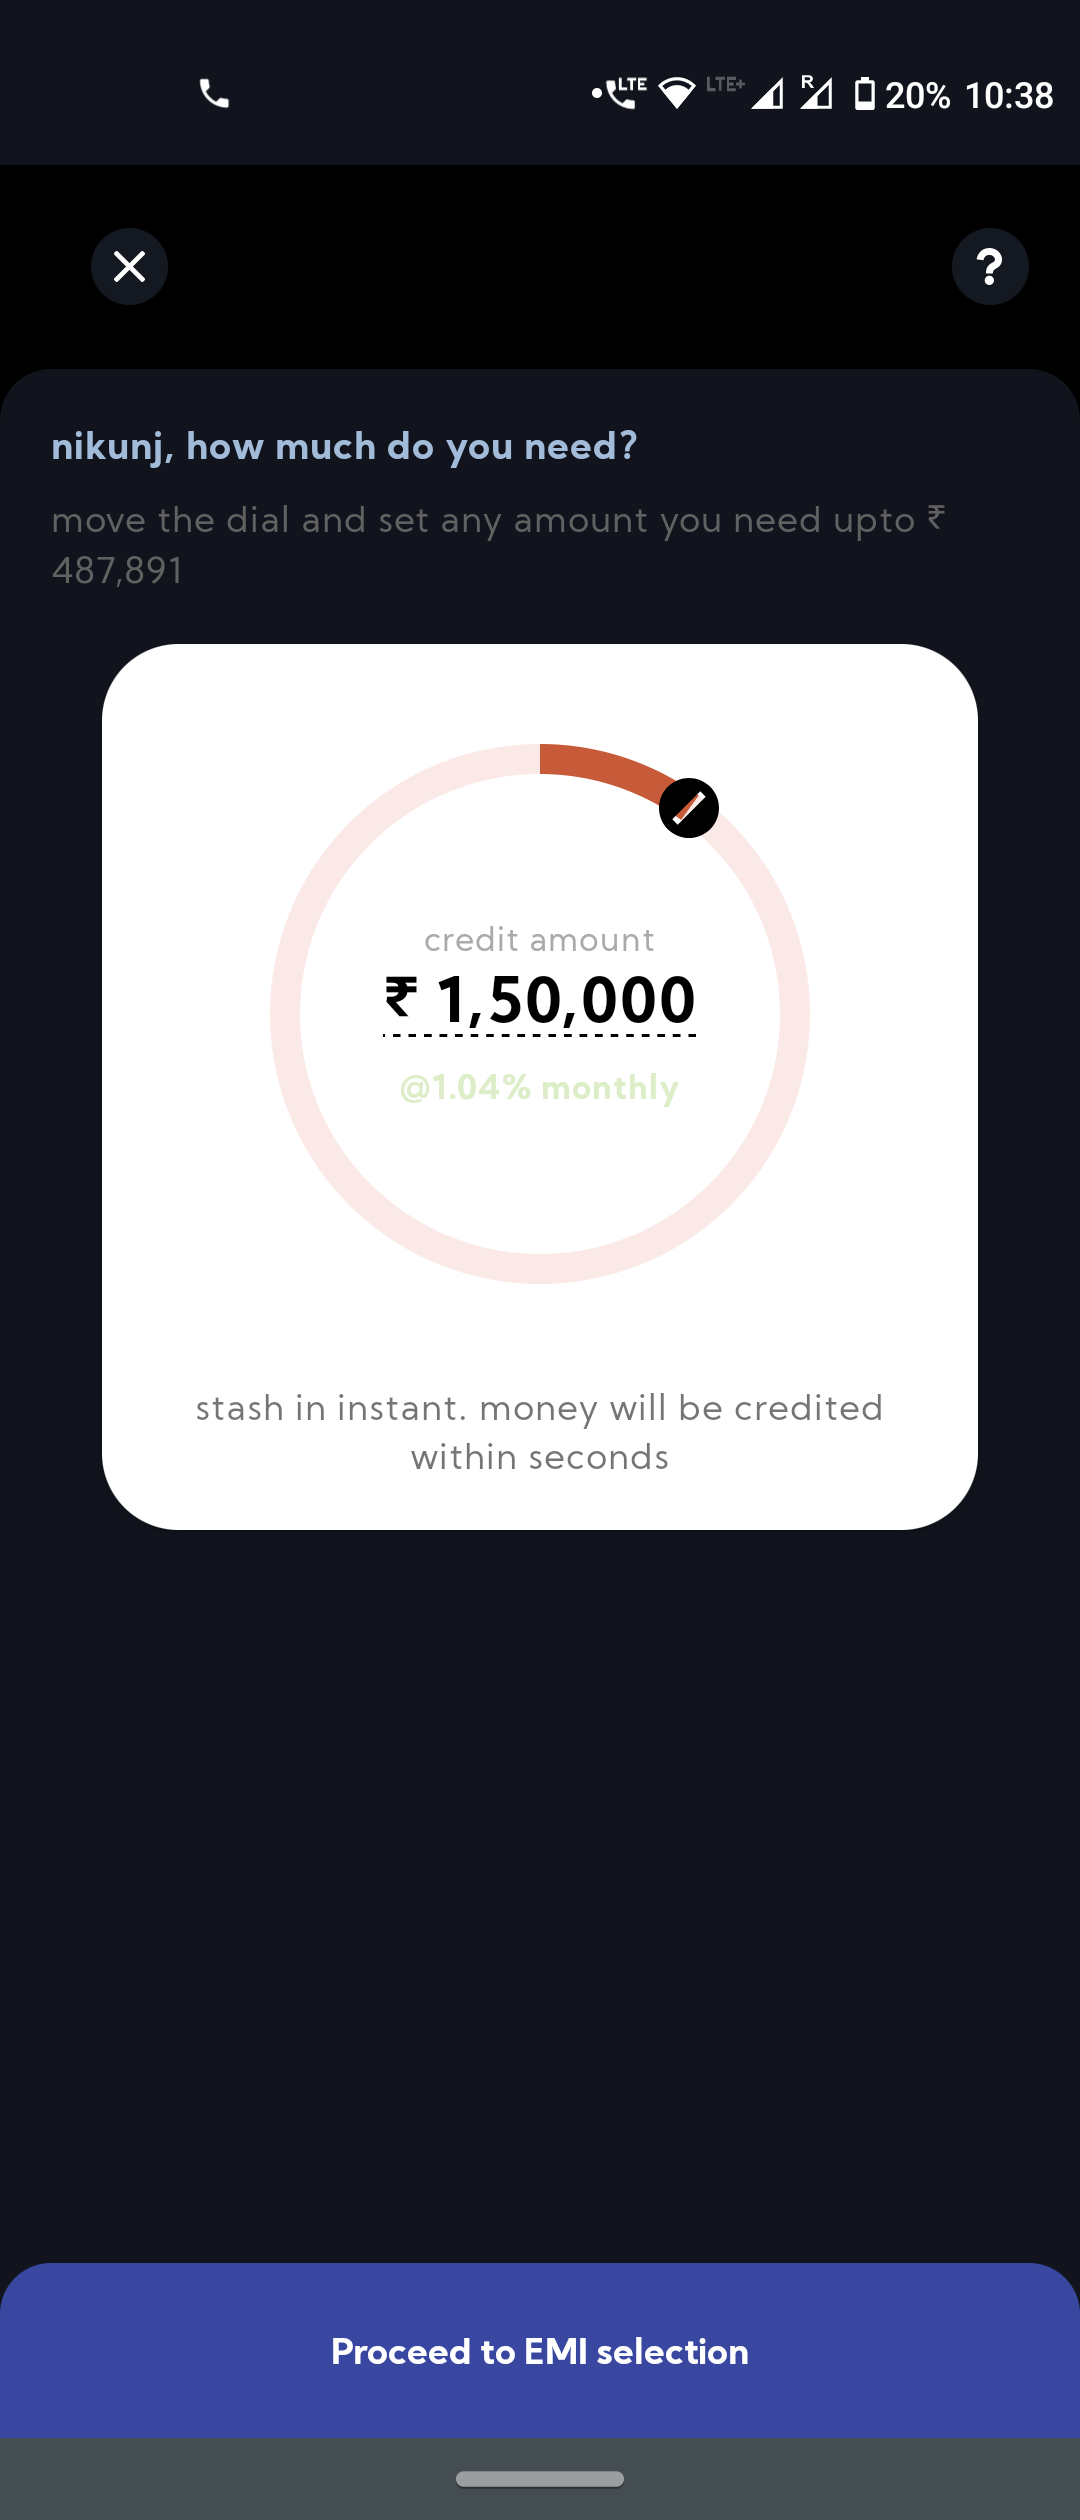 LTE LTE+ R 20% 10:38
?
nikunj, how much do you need?
move the dial and set any amount you need upto ₹
487,891
credit amount
₹ 1,50,000
@1.04% monthly
stash in instant. money will be credited
within seconds
Proceed to EMI selection